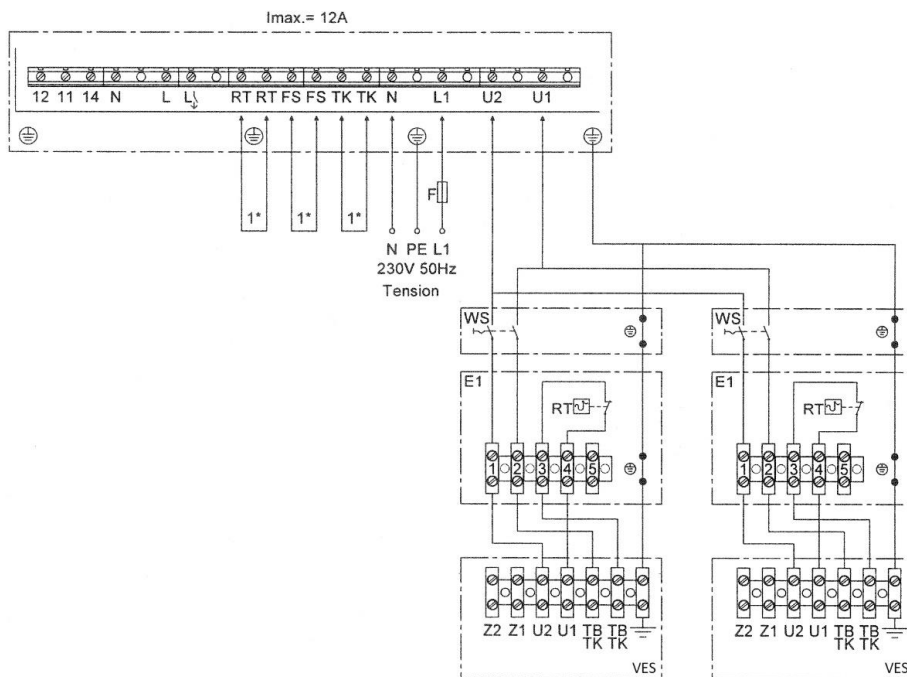 Imax.= 12A
12 11 14 N L L RT RT FS FS TK TK N L1 U2 U1
F
1* 1* 1*
N PE L1
230V 50Hz
Tension
WS WS
E1 E1
RT RT
1 2 3 4 5 1 2 3 4 5
Z2 Z1 U2 U1 TB TB Z2 Z1 U2 U1 TB TB
TK TK TK TK
VES VES